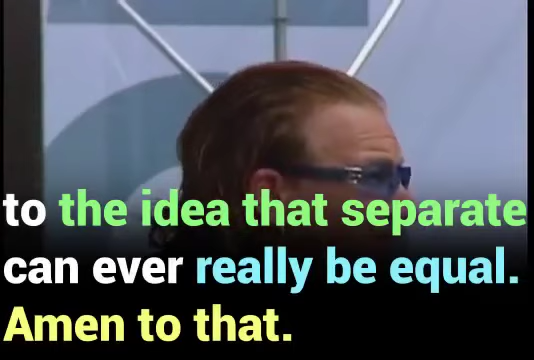 to the idea that separate
can ever really be equal.
Amen to that.